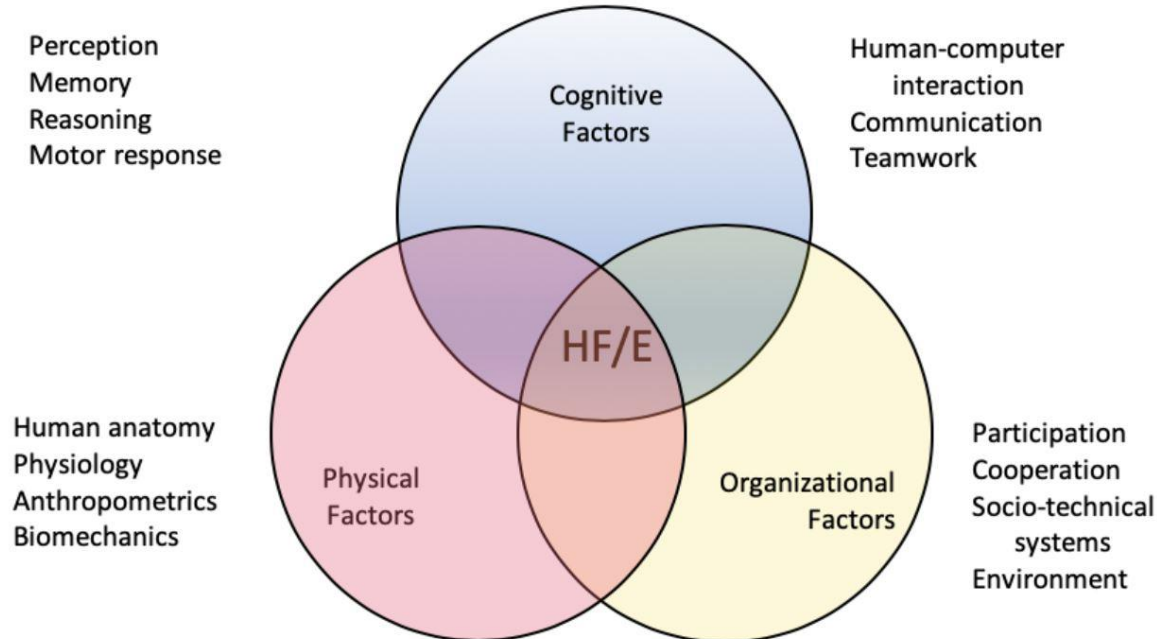 Perception
Memory
Reasoning
Motor response
Cognitive
Factors
Human-computer
interaction
Communication
Teamwork
HF/E
Human anatomy
Physiology
Anthropometrics
Biomechanics
Physical
Factors
Organizational
Factors
Participation
Cooperation
Socio-technical
systems
Environment